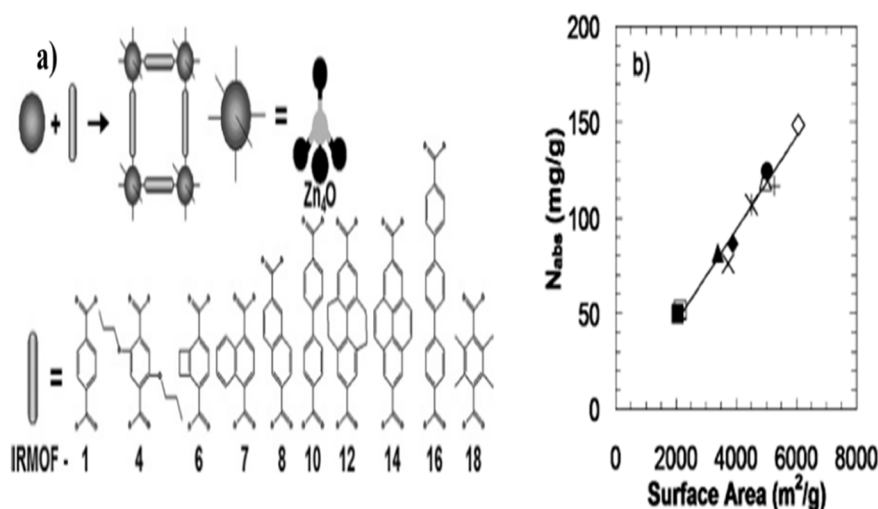 a)
+
=
Zn4O
=
IRMOF - 1 4 6 7 8 10 12 14 16 18
b)
Nabs (mg/g)
200
150
100
50
0
0 2000 4000 6000 8000
Surface Area (m²/g)